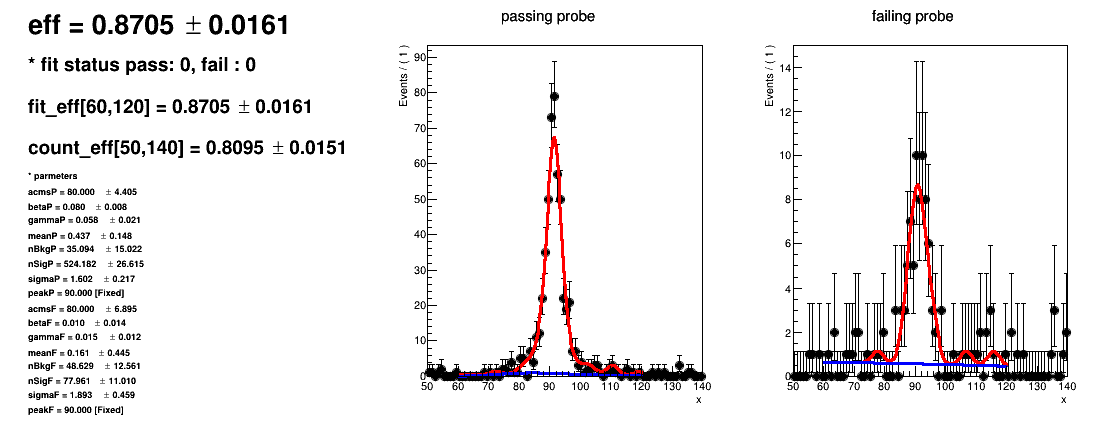 eff = 0.8705 ± 0.0161
* fit status pass: 0, fail : 0
fit_eff[60,120] = 0.8705 ± 0.0161
count_eff[50,140] = 0.8095 ± 0.0151
* parmeters
acmsP = 80.000 ± 4.405
betaP = 0.080 ± 0.008
gammaP = 0.058 ± 0.021
meanP = 0.437 ± 0.148
nBkgP = 35.094 ± 15.022
nSigP = 524.182 ± 26.615
sigmaP = 1.602 ± 0.217
peakP = 90.000 [Fixed]
acmsF = 80.000 ± 6.895
betaF = 0.010 ± 0.014
gammaF = 0.015 ± 0.012
meanF = 0.161 ± 0.445
nBkgF = 48.629 ± 12.561
nSigF = 77.961 ± 11.010
sigmaF = 1.893 ± 0.459
peakF = 90.000 [Fixed]
passing probe
Events / ( 1 )
90
80
70
60
50
40
30
20
10
0
50 60 70 80 90 100 110 120 130 140
x
failing probe
Events / ( 1 )
14
12
10
8
6
4
2
0
50 60 70 80 90 100 110 120 130 140
x